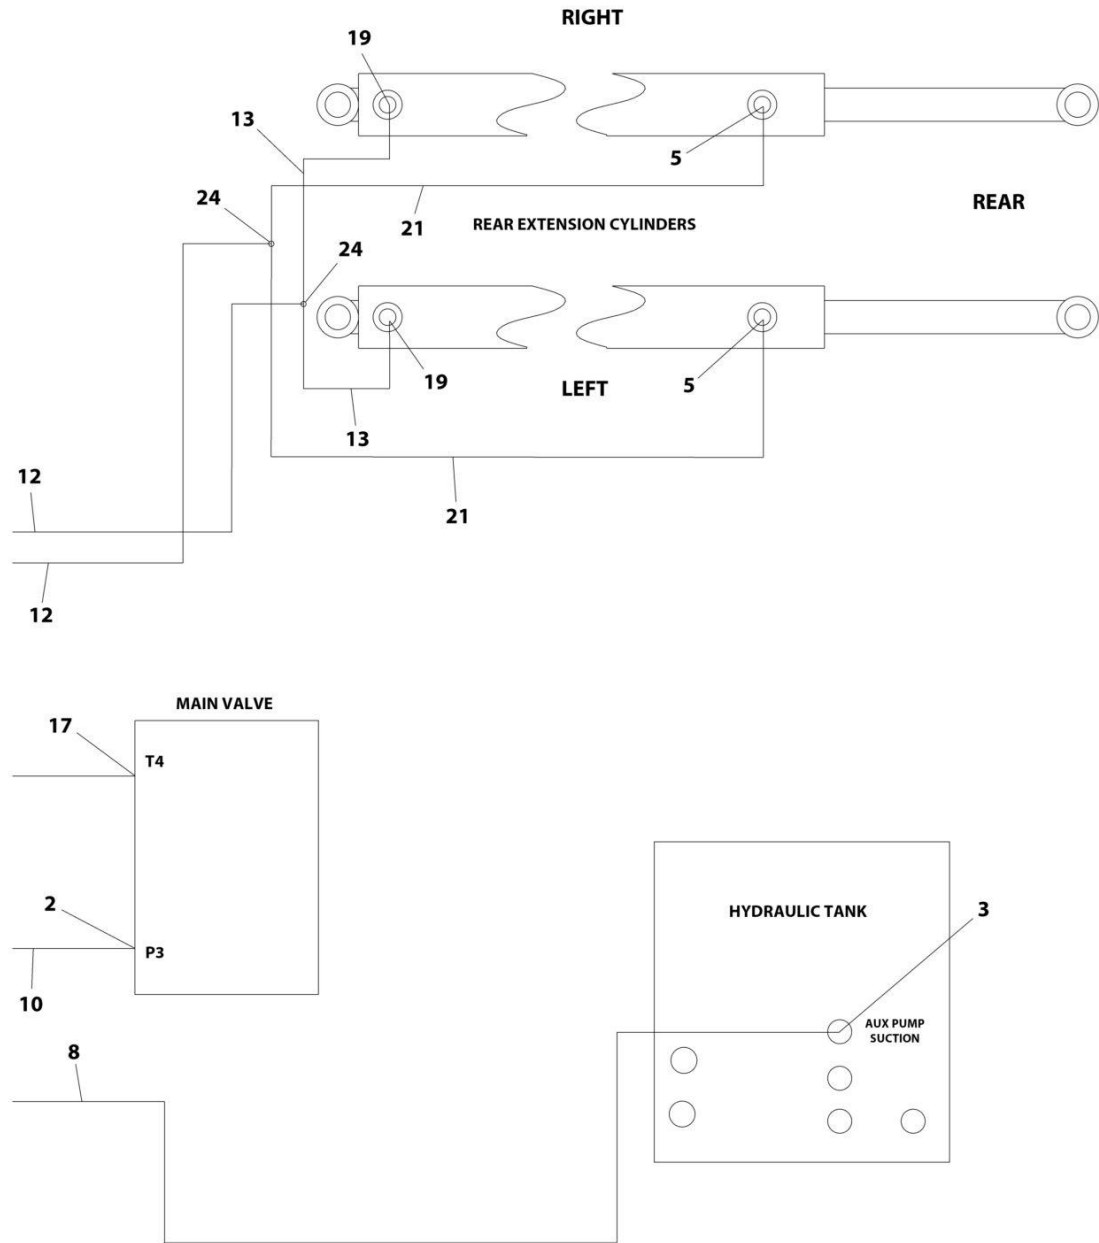 RIGHT
19
13
5
24
21
REAR EXTENSION CYLINDERS
REAR
24
19
5
LEFT
13
12
21
12
MAIN VALVE
17
T4
2
P3
10
HYDRAULIC TANK
3
AUX PUMP
SUCTION
8